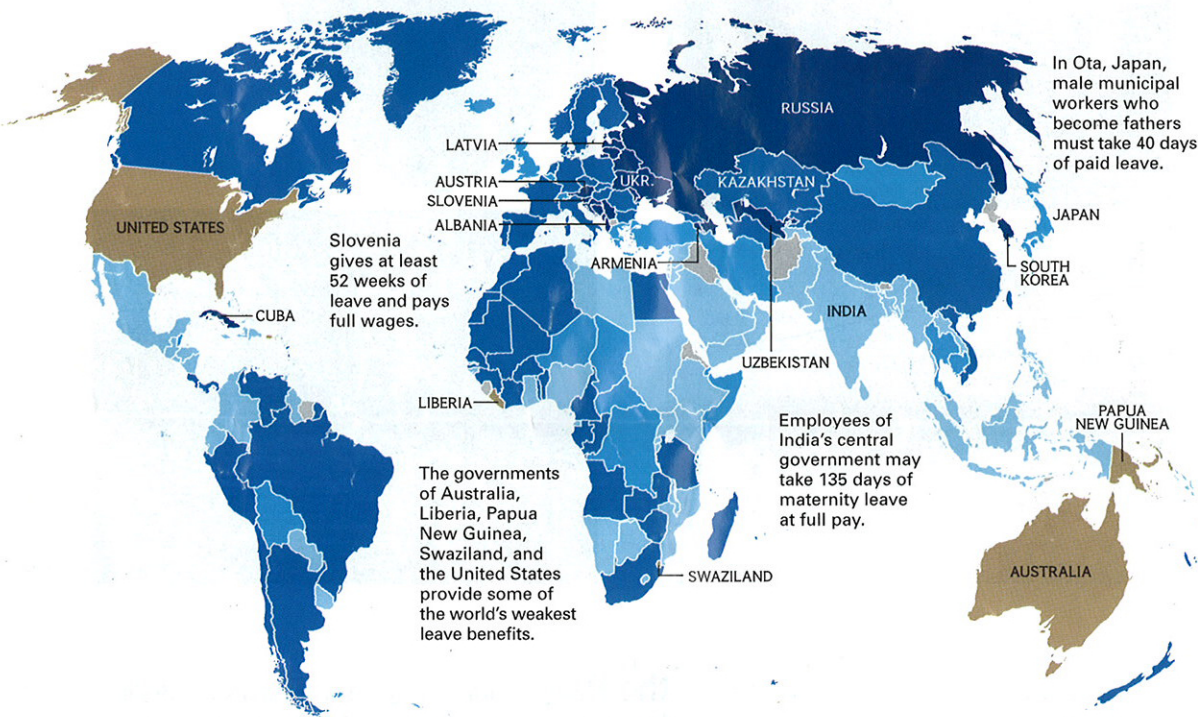 In Ota, Japan,
male municipal
workers who
become fathers
must take 40 days
of paid leave.
RUSSIA
LATVIA
AUSTRIA
UKR.
KAZAKHSTAN
SLOVENIA
ALBANIA
JAPAN
UNITED STATES
Slovenia
gives at least
52 weeks of
leave and pays
full wages.
ARMENIA
SOUTH
KOREA
CUBA
INDIA
UZBEKISTAN
LIBERIA
Employees of
India's central
government may
take 135 days of
maternity leave
at full pay.
PAPUA
NEW GUINEA
The governments
of Australia,
Liberia, Papua
New Guinea,
Swaziland, and
the United States
provide some of
the world's weakest
leave benefits.
SWAZILAND
AUSTRALIA